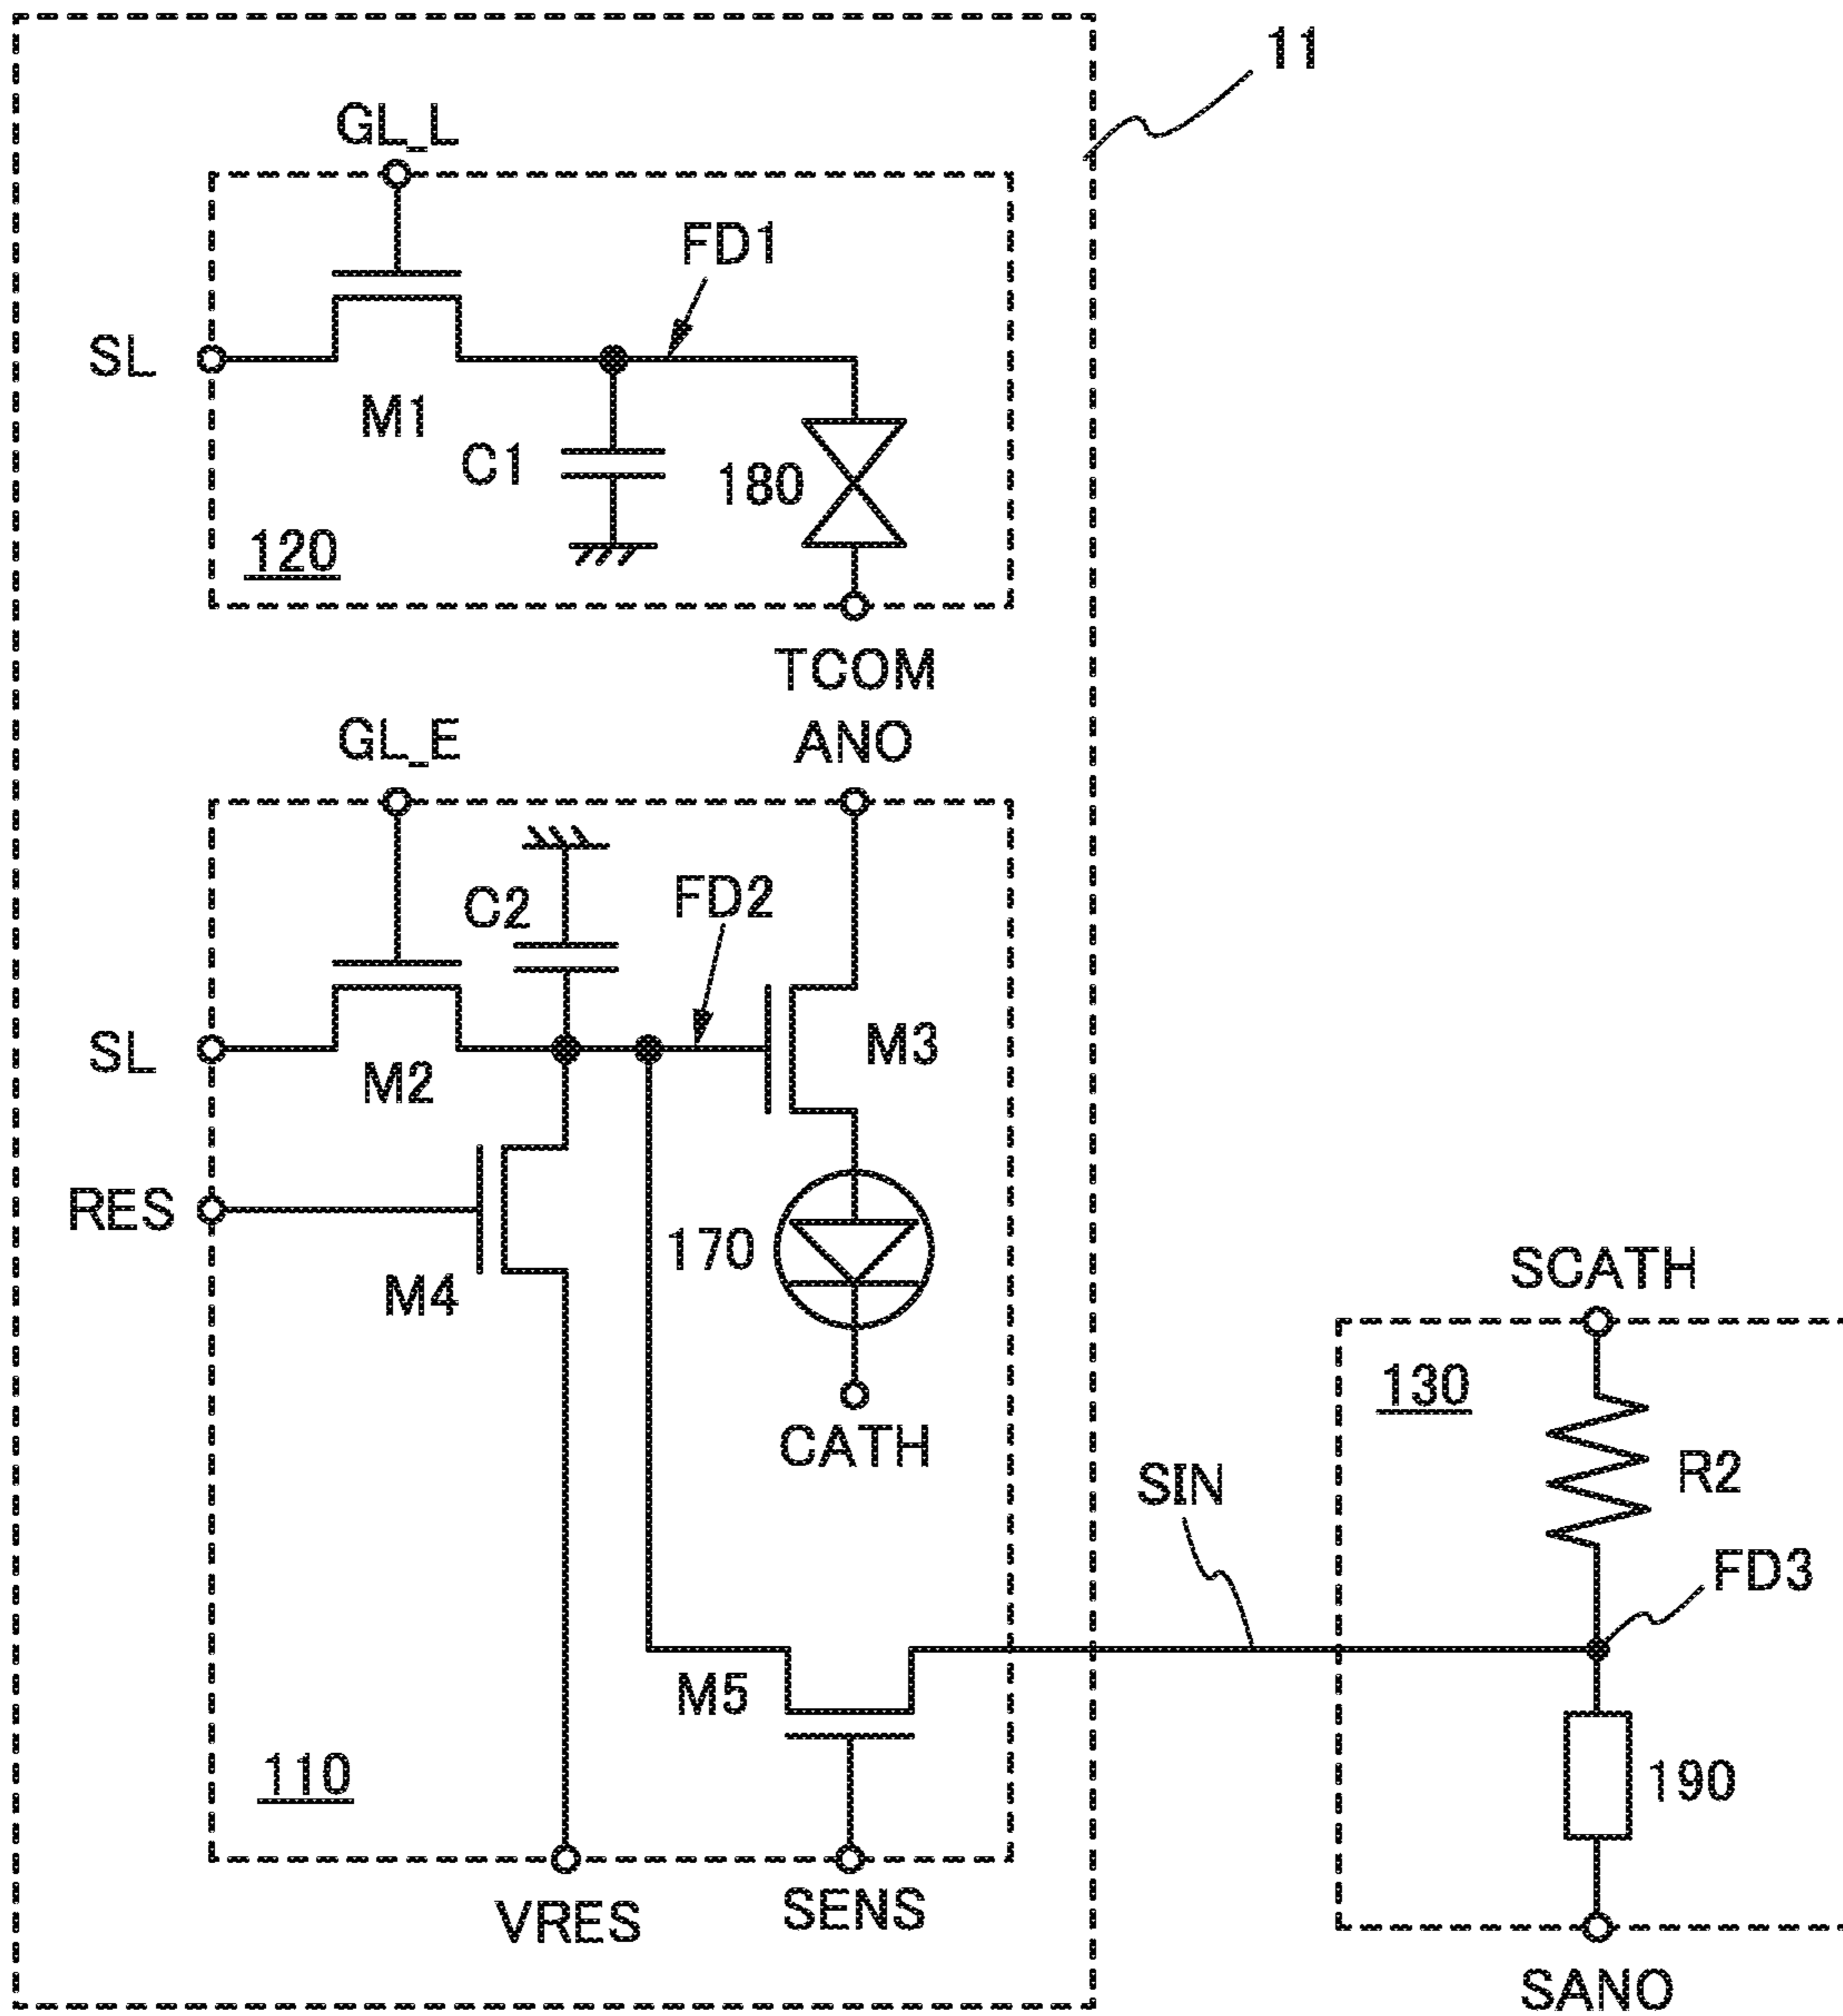 11
GL_L
FD1
SL
M1
C1
180
120
TCOM
GL_E
ANO
C2
FD2
SL
M2
M3
RES
M4
170
CATH
SCATH
130
R2
SIN
FD3
M5
110
190
VRES
SENS
SANO